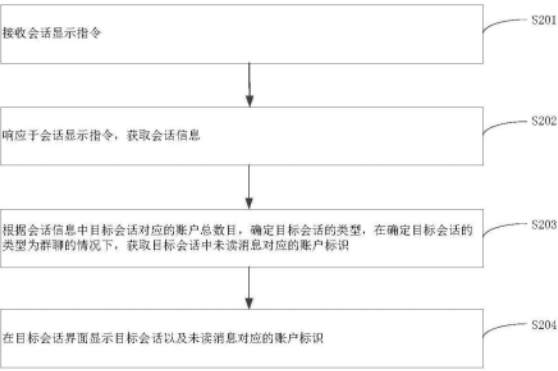 接收会话显示指令
S201
响应于会话显示指令，获取会话信息
S202
根据会话信息中目标会话对应的账户总数目，确定目标会话的类型，在确定目标会话的
类型为群聊的情况下，获取目标会话中未读消息对应的账户标识
S203
在目标会话界面显示目标会话以及未读消息对应的账户标识
S204